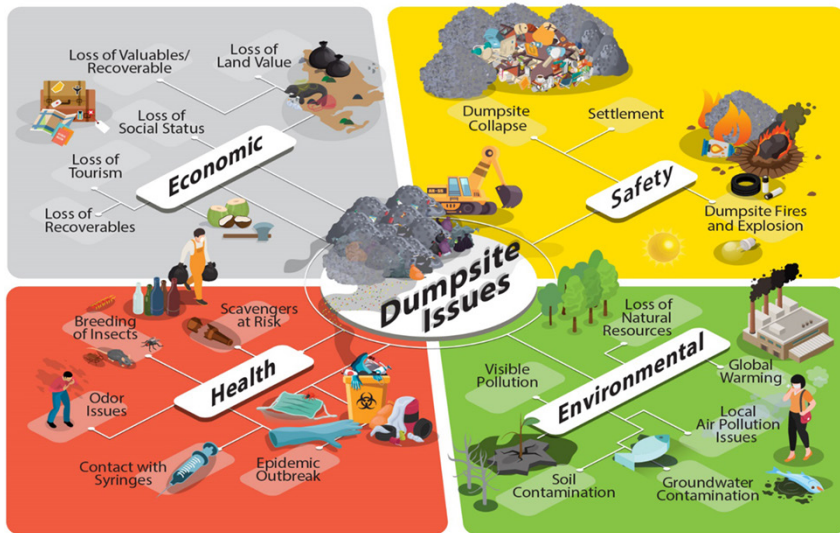 Loss of Valuables/
Recoverable
Loss of
Land Value
Loss of
Social Status
Loss of
Tourism
Loss of
Recoverables
Economic
Dumpsite
Collapse
Settlement
Safety
Dumpsite Fires
and Explosion
Dumpsite
Issues
Breeding
of Insects
Scavengers
at Risk
Odor
Issues
Health
Contact with
Syringes
Epidemic
Outbreak
Loss of
Natural
Resources
Visible
Pollution
Environmental
Global
Warming
Local
Air Pollution
Issues
Soil
Contamination
Groundwater
Contamination